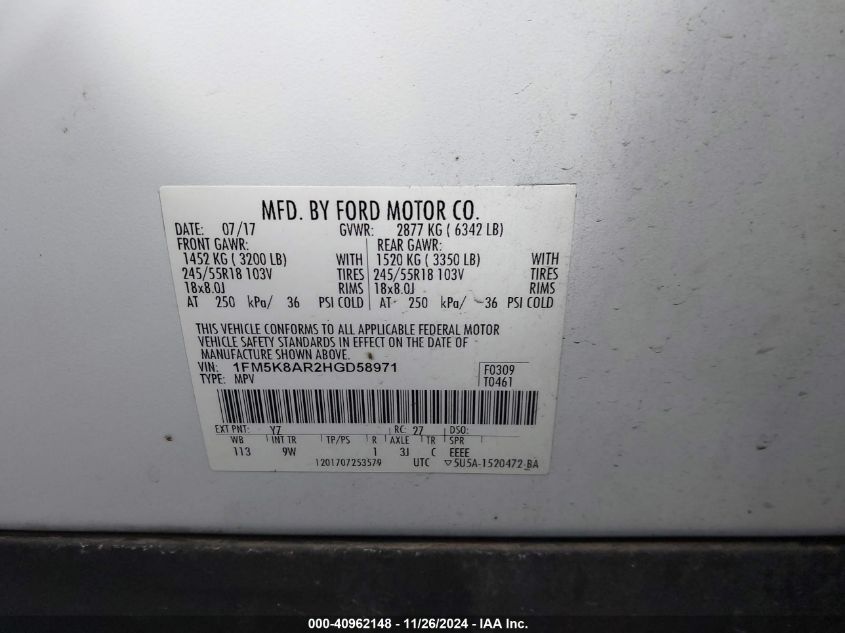 MFD. BY FORD MOTOR CO.
DATE: 07/17 GVWR: 2877 KG ( 6342 LB)
FRONT GAWR: REAR GAWR:
1452 KG ( 3200 LB) WITH 1520 KG ( 3350 LB) WITH
245/55R18 103V TIRES 245/55R18 103V TIRES
18x8.0J RIMS 18x8.0J RIMS
AT 250 kPa/ 36 PSI COLD AT 250 kPa/ 36 PSI COLD
THIS VEHICLE CONFORMS TO ALL APPLICABLE FEDERAL MOTOR
VEHICLE SAFETY STANDARDS IN EFFECT ON THE DATE OF
MANUFACTURE SHOWN ABOVE.
VIN: 1FM5K8AR2HGD58971 F0309
TYPE: MPV T0461
EXT PNT: Y7 RC: 27 DSO:
WB INT TR TP/PS R AXLE TR SPR
113 9W 1 3J C EEEE
1201707253579 UTC ▽5U5A-1520472-BA
000-40962148 - 11/26/2024 - IAA Inc.